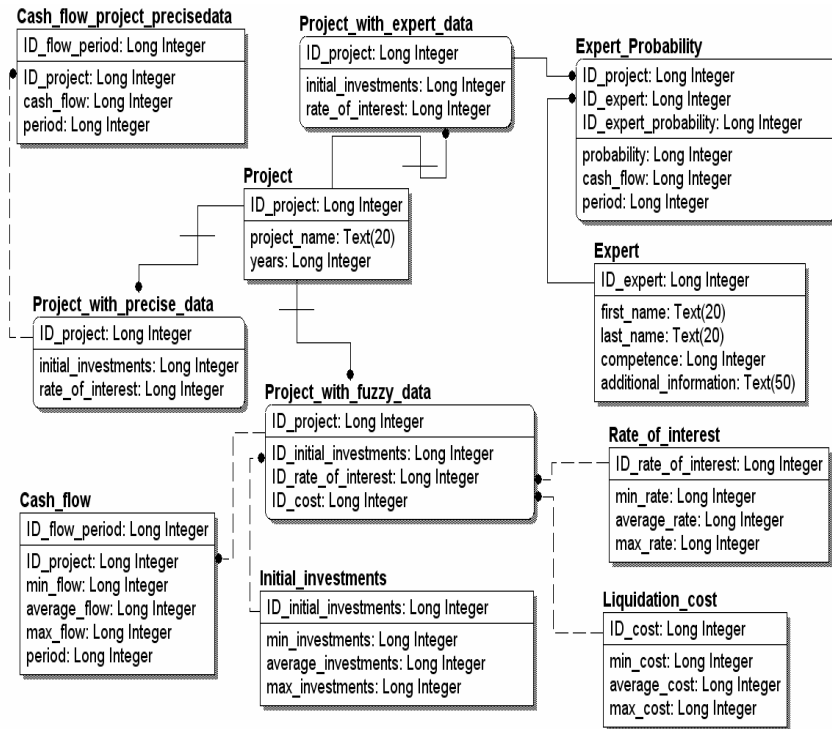 Cash_flow_project_precisedata
ID_flow_period: Long Integer
ID_project: Long Integer
cash_flow: Long Integer
period: Long Integer
Project_with_expert_data
ID_project: Long Integer
initial_investments: Long Integer
rate_of_interest: Long Integer
Expert_Probability
ID_project: Long Integer
ID_expert: Long Integer
ID_expert_probability: Long Integer
probability: Long Integer
cash_flow: Long Integer
period: Long Integer
Project
ID_project: Long Integer
project_name: Text(20)
years: Long Integer
Expert
ID_expert: Long Integer
first_name: Text(20)
last_name: Text(20)
competence: Long Integer
additional_information: Text(50)
Project_with_precise_data
ID_project: Long Integer
initial_investments: Long Integer
rate_of_interest: Long Integer
Project_with_fuzzy_data
ID_project: Long Integer
ID_initial_investments: Long Integer
ID_rate_of_interest: Long Integer
ID_cost: Long Integer
Rate_of_interest
ID_rate_of_interest: Long Integer
min_rate: Long Integer
average_rate: Long Integer
max_rate: Long Integer
Cash_flow
ID_flow_period: Long Integer
ID_project: Long Integer
min_flow: Long Integer
average_flow: Long Integer
max_flow: Long Integer
period: Long Integer
Initial_investments
ID_initial_investments: Long Integer
min_investments: Long Integer
average_investments: Long Integer
max_investments: Long Integer
Liquidation_cost
ID_cost: Long Integer
min_cost: Long Integer
average_cost: Long Integer
max_cost: Long Integer